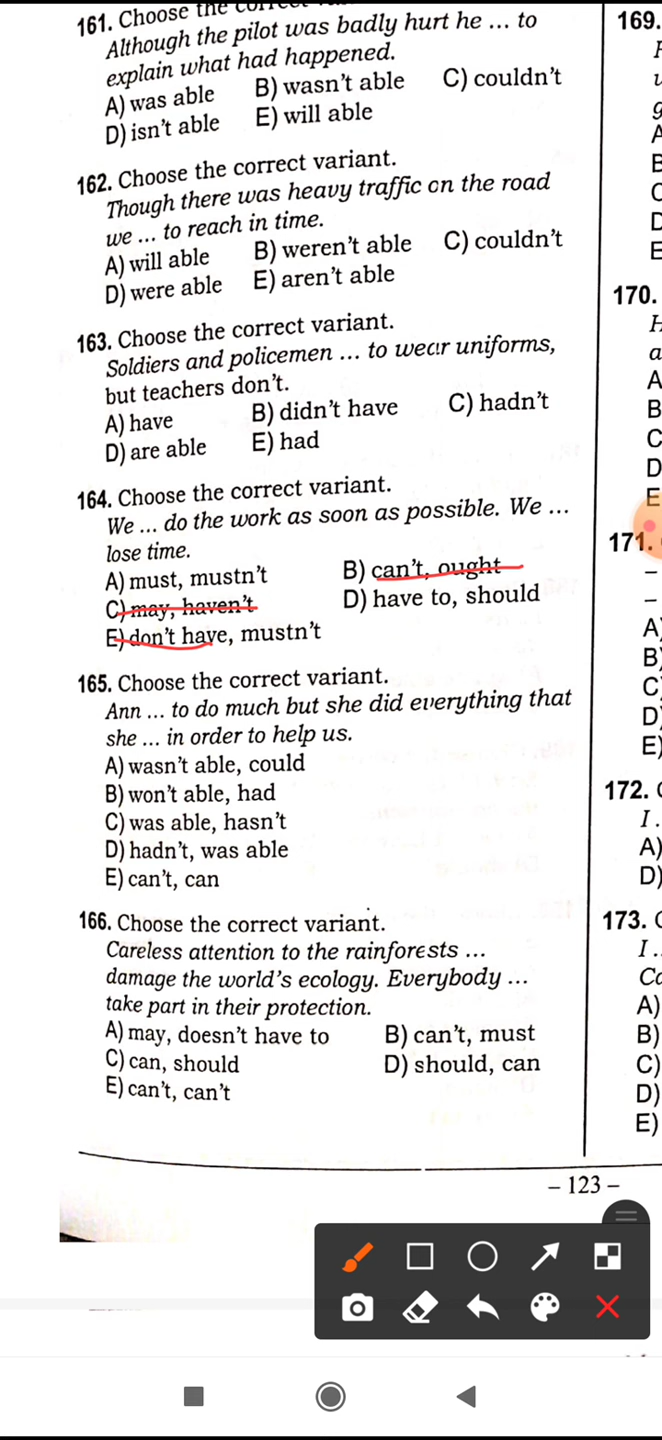 161. Choose the correct
Although the pilot was badly hurt he ... to
explain what had happened.
A) was able B) wasn't able C) couldn't
D) isn't able E) will able
162. Choose the correct variant.
Though there was heavy traffic on the road
we ... to reach in time.
A) will able B) weren't able C) couldn't
D) were able E) aren't able
163. Choose the correct variant.
Soldiers and policemen ... to wear uniforms,
but teachers don't.
A) have B) didn't have C) hadn't
D) are able E) had
164. Choose the correct variant.
We ... do the work as soon as possible. We ...
lose time.
A) must, mustn't B) can't, ought
C) may, haven't D) have to, should
E) don't have, mustn't
165. Choose the correct variant.
Ann ... to do much but she did everything that
she ... in order to help us.
A) wasn't able, could
B) won't able, had
C) was able, hasn't
D) hadn't, was able
E) can't, can
166. Choose the correct variant.
Careless attention to the rainforests ...
damage the world's ecology. Everybody ...
take part in their protection.
A) may, doesn't have to B) can't, must
C) can, should D) should, can
E) can't, can't
169.
A
B
C
D
E
170.
H
a
A
B
C
D
E
171.
–
–
A)
B)
C)
D)
E)
172.
I .
A)
D)
173.
I ..
Co
A)
B)
C)
D)
E)
– 123 –